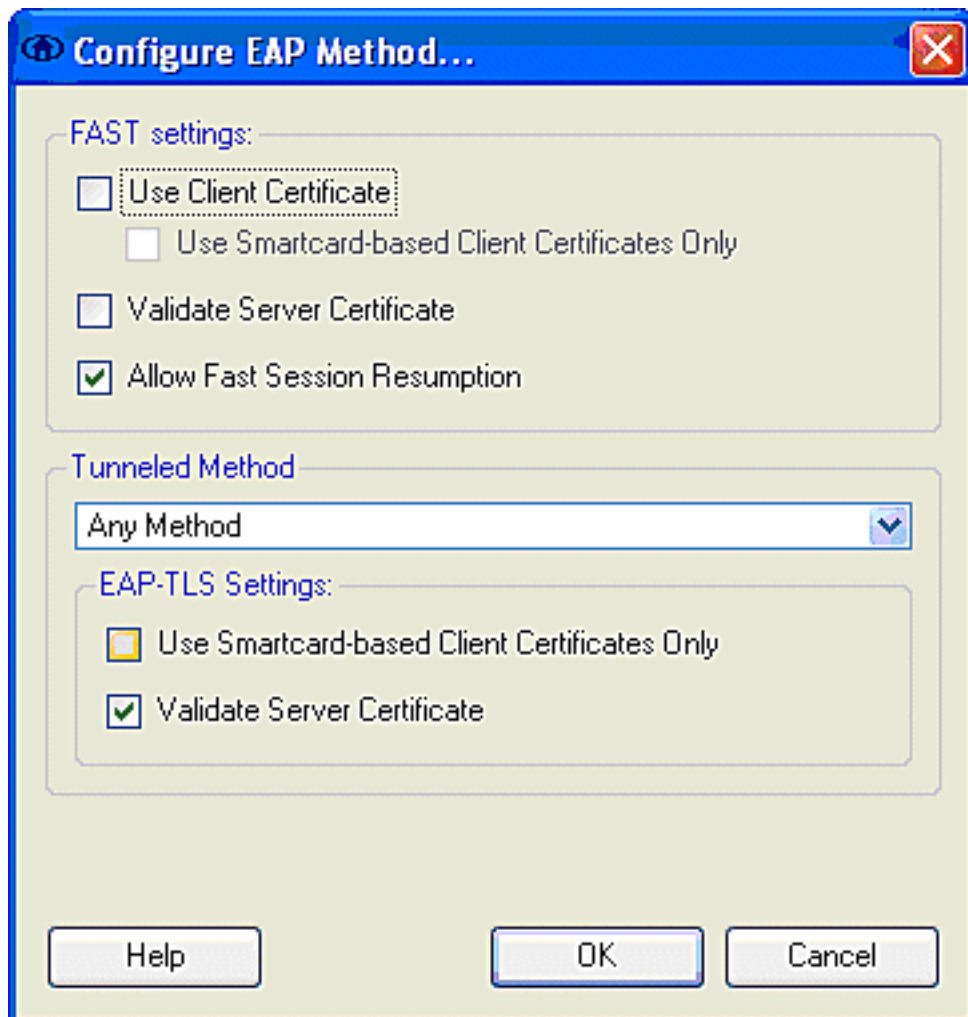 Configure EAP Method...
FAST settings:
Use Client Certificate
Use Smartcard-based Client Certificates Only
Validate Server Certificate
Allow Fast Session Resumption
Tunneled Method
Any Method
EAP-TLS Settings:
Use Smartcard-based Client Certificates Only
Validate Server Certificate
Help OK Cancel